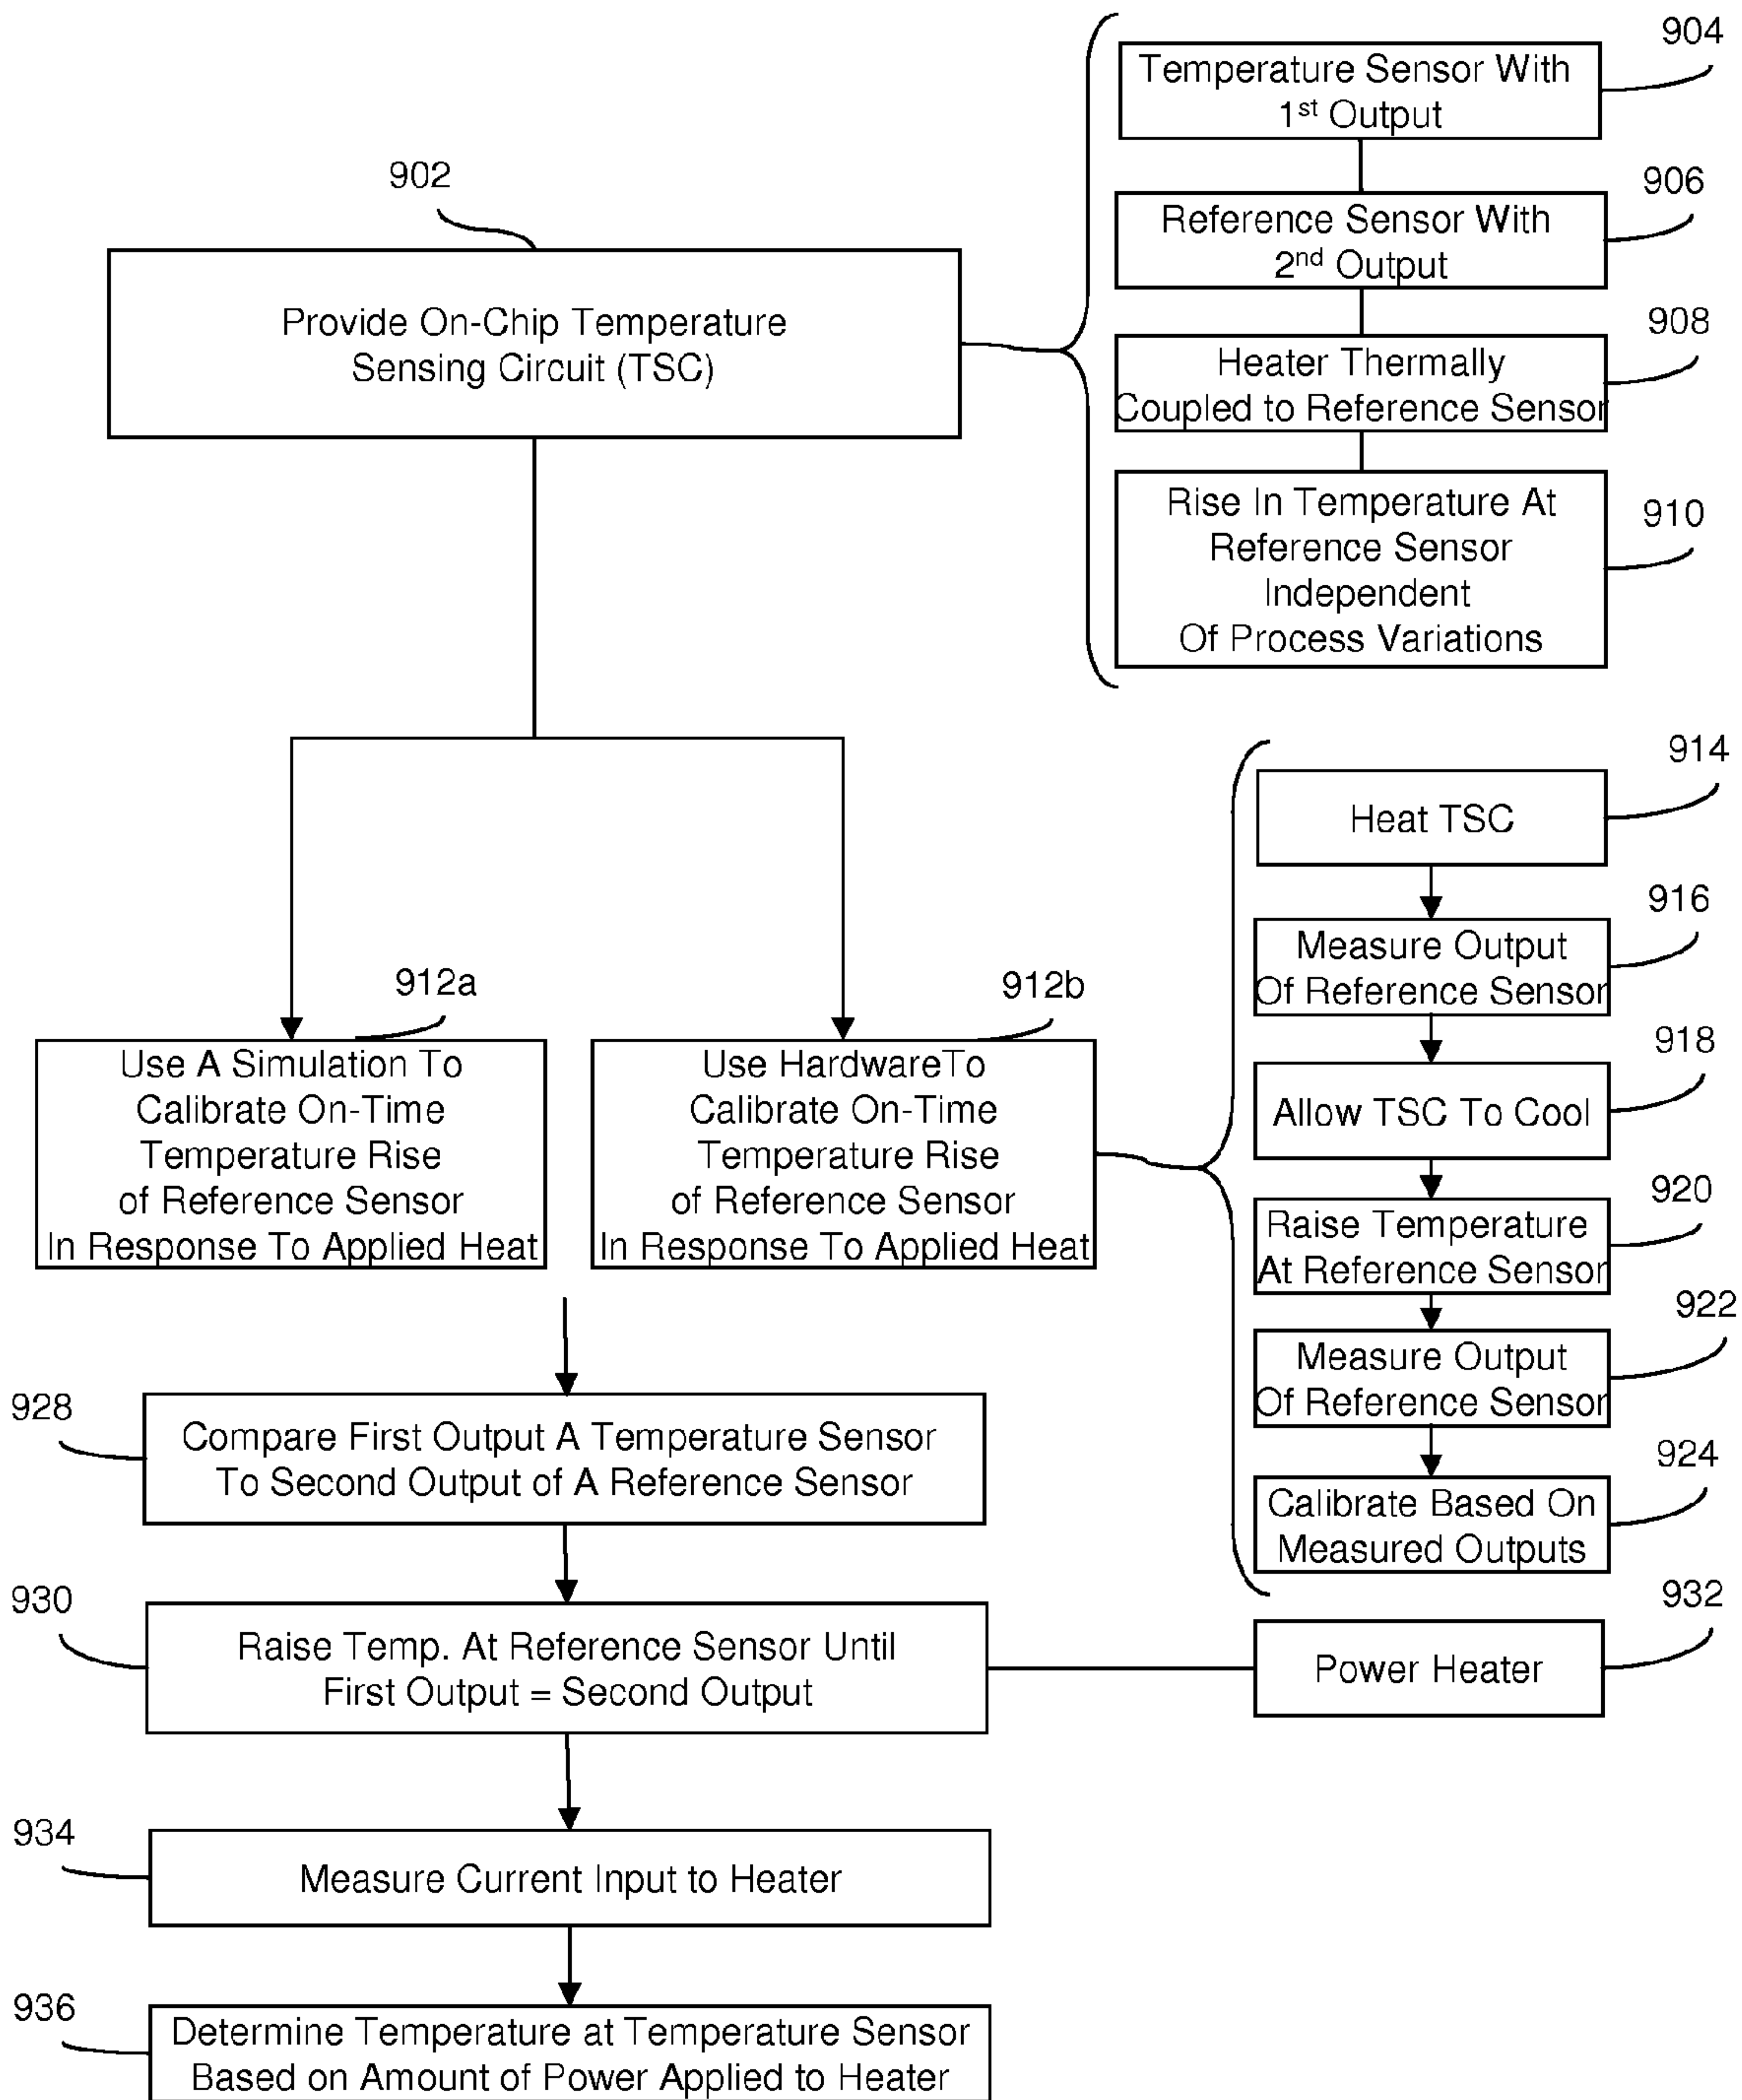 904
Temperature Sensor With
1st Output
902
906
Reference Sensor With
2nd Output
Provide On-Chip Temperature
Sensing Circuit (TSC)
908
Heater Thermally
Coupled to Reference Sensor
910
Rise In Temperature At
Reference Sensor
Independent
Of Process Variations
914
Heat TSC
916
Measure Output
Of Reference Sensor
912a
Use A Simulation To
Calibrate On-Time
Temperature Rise
of Reference Sensor
In Response To Applied Heat
912b
Use HardwareTo
Calibrate On-Time
Temperature Rise
of Reference Sensor
In Response To Applied Heat
918
Allow TSC To Cool
920
Raise Temperature
At Reference Sensor
922
Measure Output
Of Reference Sensor
924
Calibrate Based On
Measured Outputs
928
Compare First Output A Temperature Sensor
To Second Output of A Reference Sensor
930
Raise Temp. At Reference Sensor Until
First Output = Second Output
932
Power Heater
934
Measure Current Input to Heater
936
Determine Temperature at Temperature Sensor
Based on Amount of Power Applied to Heater